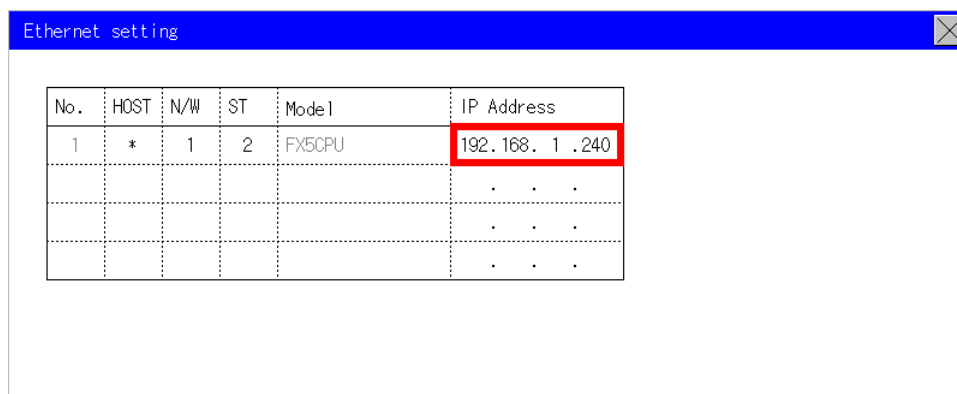 Ethernet setting
No. HOST N/W ST Model IP Address
1 * 1 2 FX5CPU 192.168. 1 .240
. . .
. . .
. . .